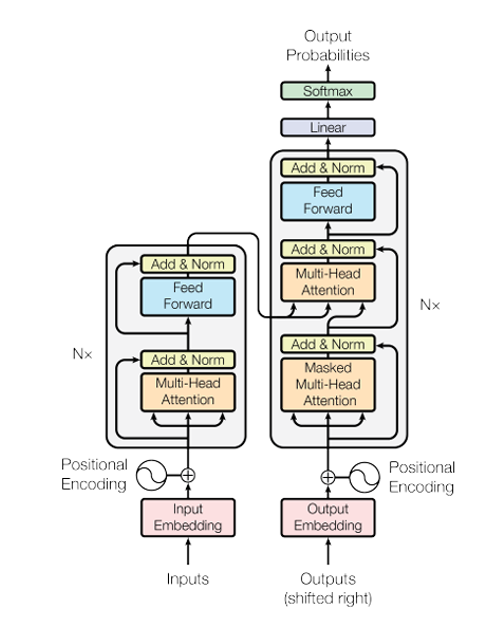 Output
Probabilities
Softmax
Linear
Add & Norm
Feed
Forward
Add & Norm
Multi-Head
Attention
Add & Norm
Masked
Multi-Head
Attention
Nx
Positional
Encoding
Output
Embedding
Outputs
(shifted right)
Add & Norm
Feed
Forward
Add & Norm
Multi-Head
Attention
Nx
Positional
Encoding
Input
Embedding
Inputs